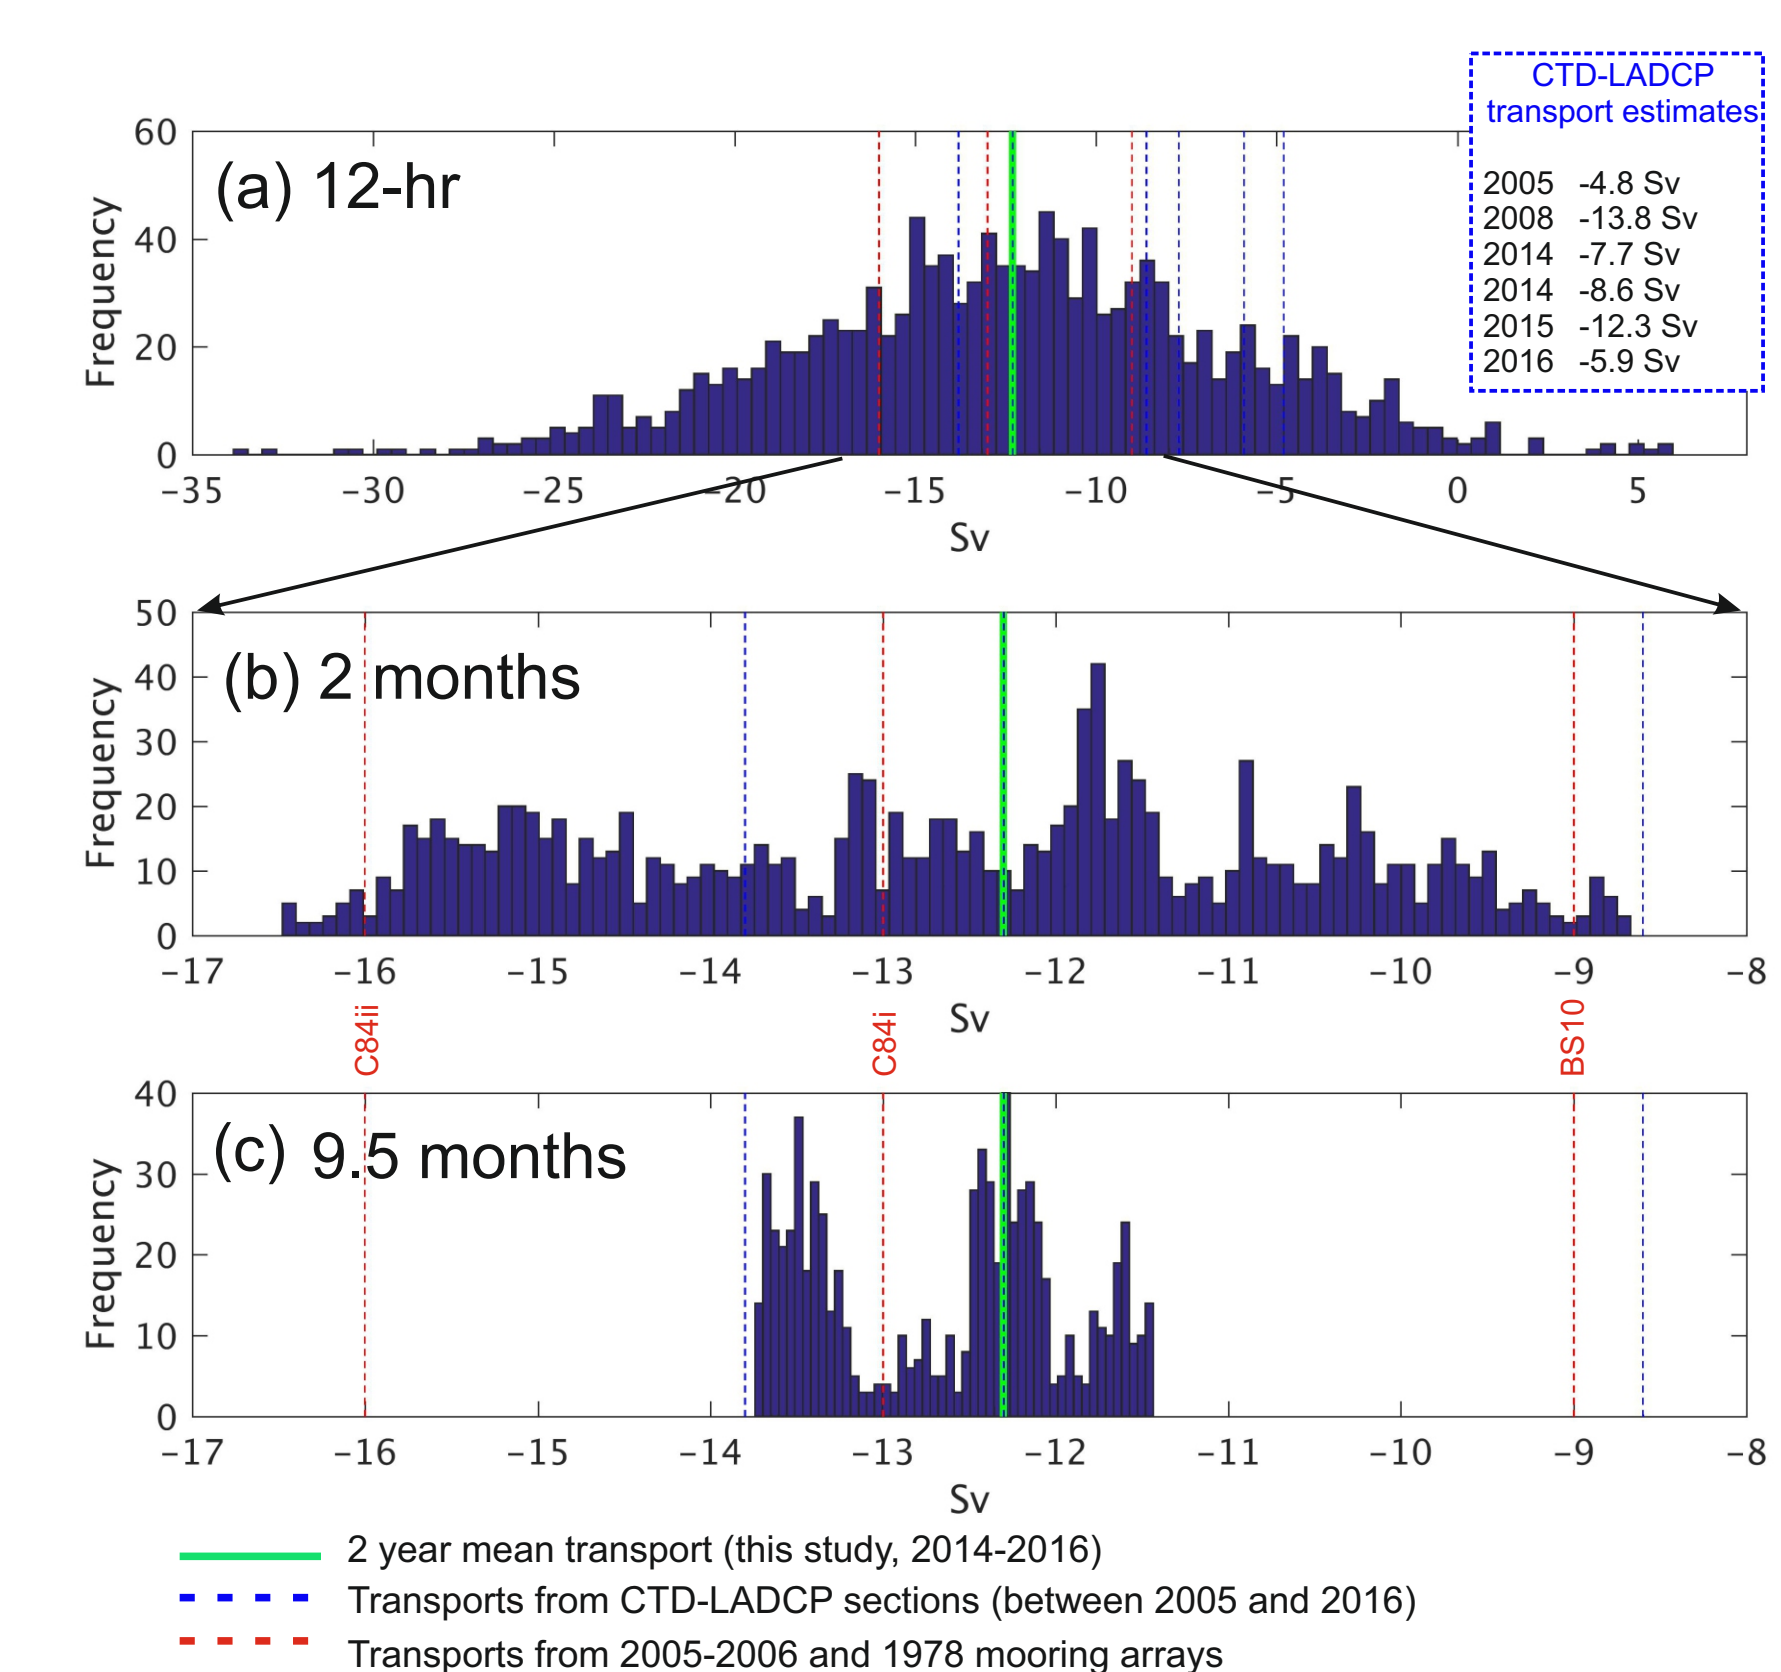 CTD-LADCP
transport estimates
2005 -4.8 Sv
2008 -13.8 Sv
2014 -7.7 Sv
2014 -8.6 Sv
2015 -12.3 Sv
2016 -5.9 Sv
(a) 12-hr
Frequency
60
40
20
0
−35 −30 −25 −20 −15 −10 −5 0 5
Sv
(b) 2 months
Frequency
50
40
30
20
10
0
−17 −16 −15 −14 −13 −12 −11 −10 −9 −8
Sv
C84ii
C84i
BS10
(c) 9.5 months
Frequency
40
30
20
10
0
−17 −16 −15 −14 −13 −12 −11 −10 −9 −8
Sv
2 year mean transport (this study, 2014-2016)
Transports from CTD-LADCP sections (between 2005 and 2016)
Transports from 2005-2006 and 1978 mooring arrays